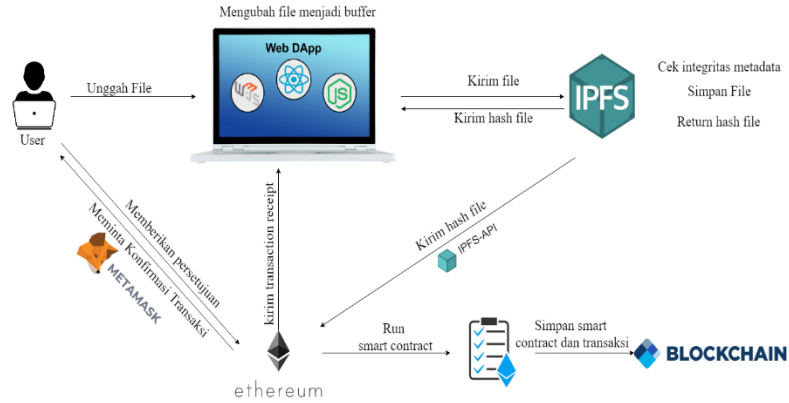 Mengubah file menjadi buffer
Web DApp
W3JS
JS
Unggah File
User
Kirim file
Kirim hash file
IPFS
Cek integritas metadata
Simpan File
Return hash file
Memberikan persetujuan
Meminta Konfirmasi Transaksi
METAMASK
kirim transaction receipt
Kirim hash file
IPFS-API
ethereum
Run
smart contract
Simpan smart
contract dan transaksi
BLOCKCHAIN